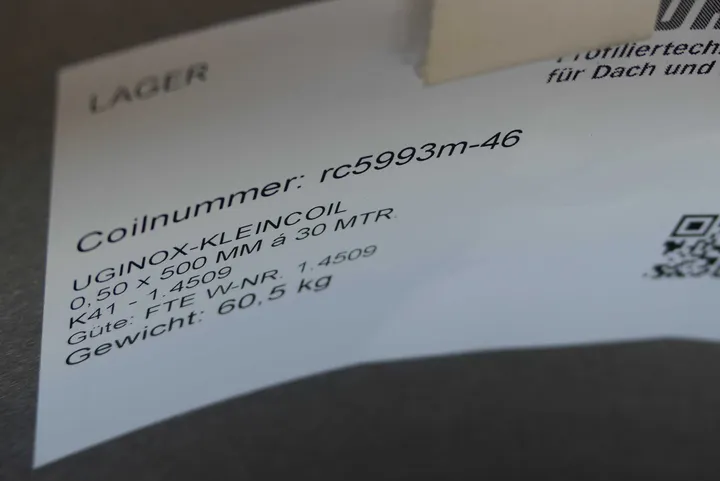 LAGER
für Dach und
Coilnummer: rc5993m-46
UGINOX-KLEINCOIL
0,50 x 500 MM á 30 MTR.
K41 - 1.4509
Güte: FTE W-NR. 1.4509
Gewicht: 60,5 kg